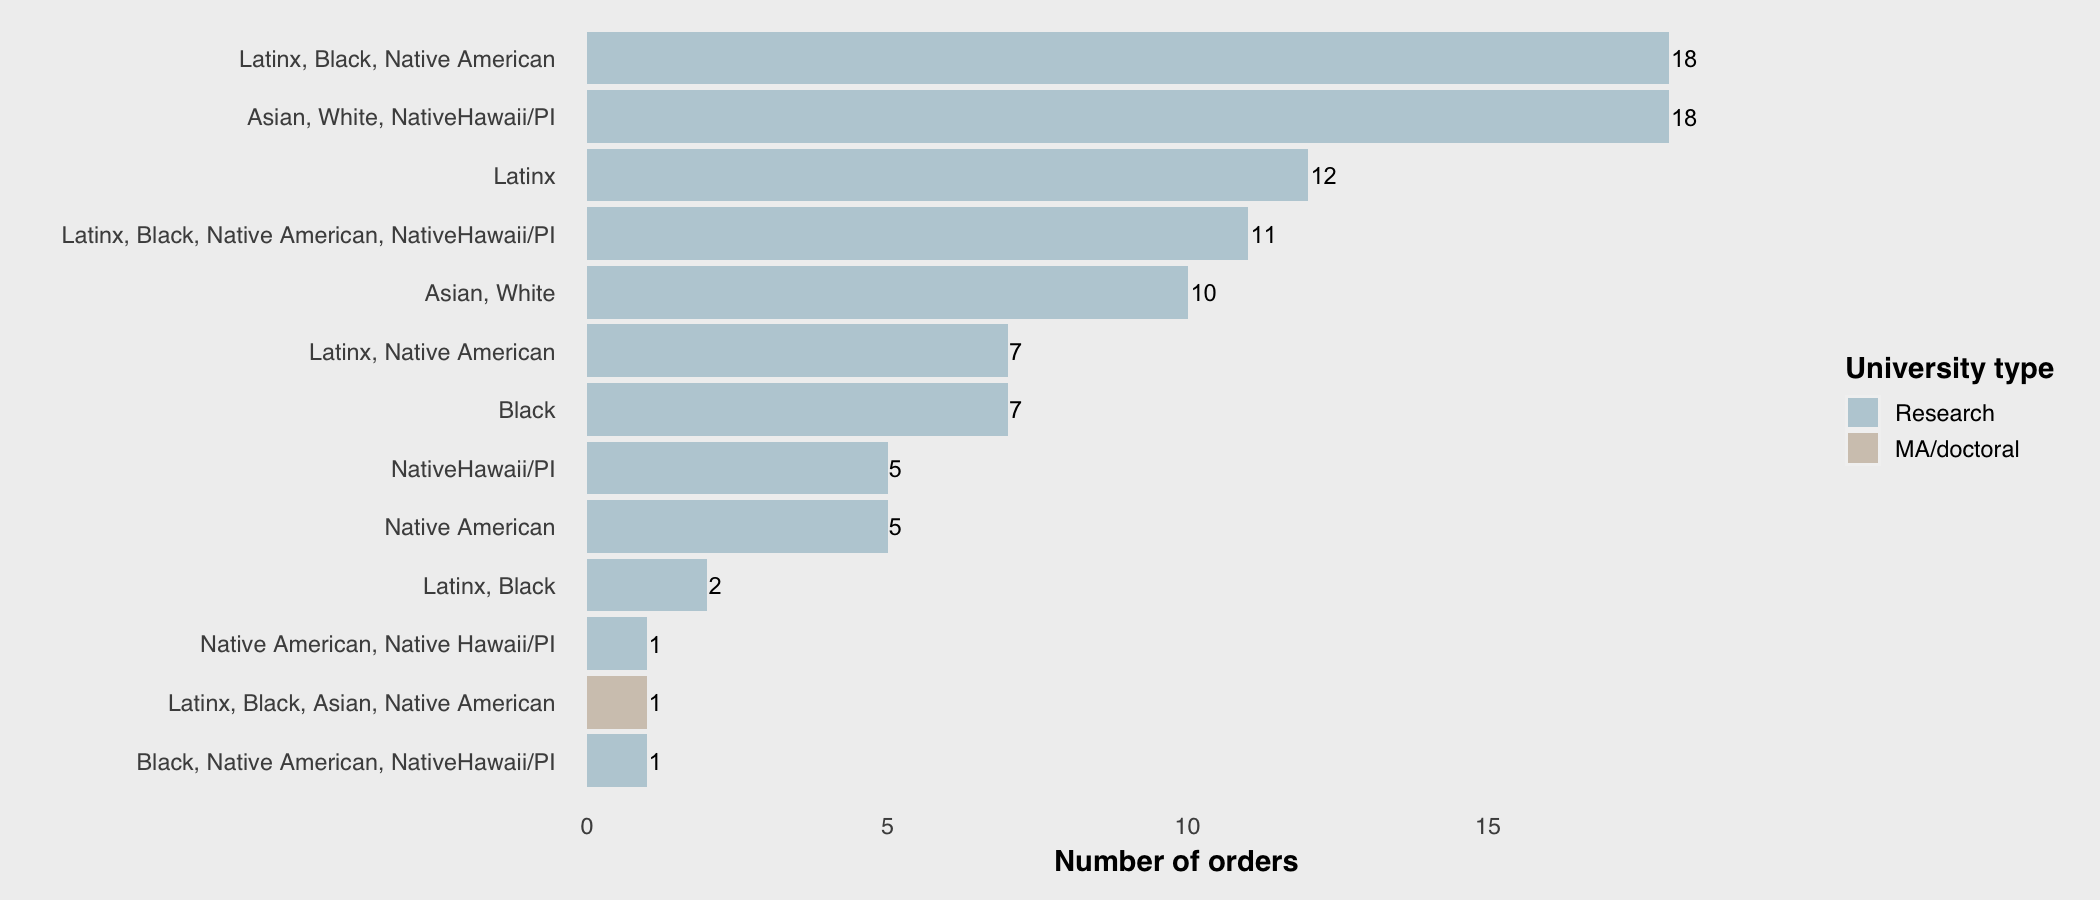 Latinx, Black, Native American 18
Asian, White, NativeHawaii/PI 18
Latinx 12
Latinx, Black, Native American, NativeHawaii/PI 11
Asian, White 10
Latinx, Native American 7
Black 7
NativeHawaii/PI 5
Native American 5
Latinx, Black 2
Native American, Native Hawaii/PI 1
Latinx, Black, Asian, Native American 1
Black, Native American, NativeHawaii/PI 1
0 5 10 15
Number of orders
University type
Research
MA/doctoral